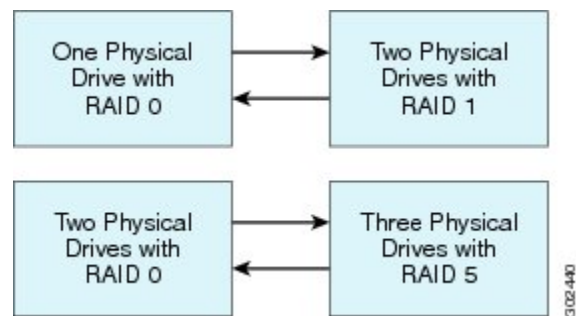 One Physical
Drive with
RAID 0
Two Physical
Drives with
RAID 1
Two Physical
Drives with
RAID 0
Three Physical
Drives with
RAID 5
302440